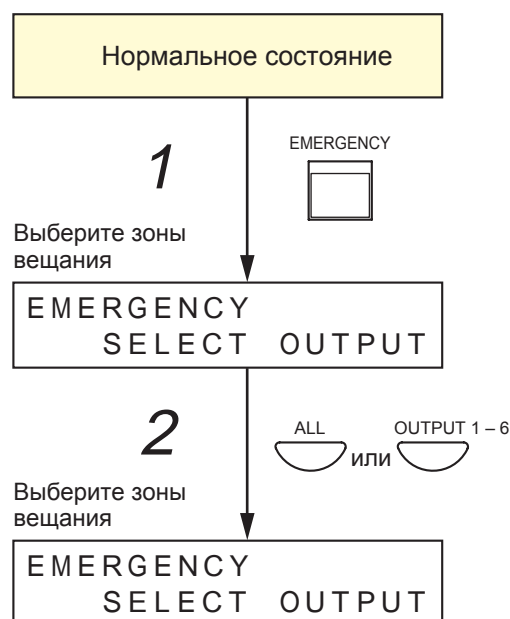 Нормальное состояние
1
EMERGENCY
Выберите зоны
вещания
EMERGENCY
SELECT OUTPUT
2
ALL
OUTPUT 1 – 6
или
Выберите зоны
вещания
EMERGENCY
SELECT OUTPUT